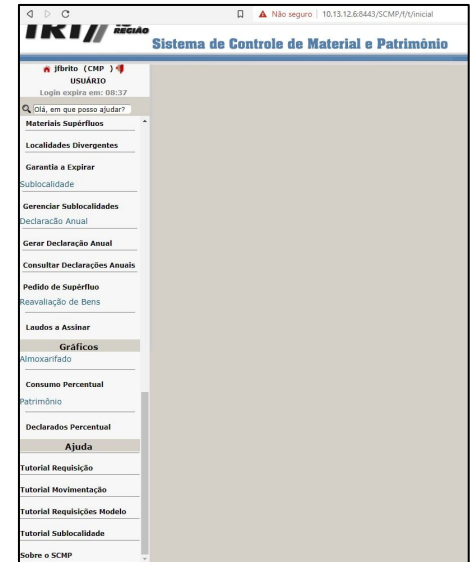 Não seguro 10.13.12.6:8443/SCMP/f/t/inicial
REGIÃO
Sistema de Controle de Material e Patrimônio
jfbrito (CMP )
USUÁRIO
Login expira em: 08:37
Olá, em que posso ajudar?
Materiais Supérfluos
Localidades Divergentes
Garantia a Expirar
Sublocalidade
Gerenciar Sublocalidades
Declaração Anual
Gerar Declaração Anual
Consultar Declarações Anuais
Pedido de Supérfluo
Reavaliação de Bens
Laudos a Assinar
Gráficos
Almoxarifado
Consumo Percentual
Patrimônio
Declarados Percentual
Ajuda
Tutorial Requisição
Tutorial Movimentação
Tutorial Requisições Modelo
Tutorial Sublocalidade
Sobre o SCMP